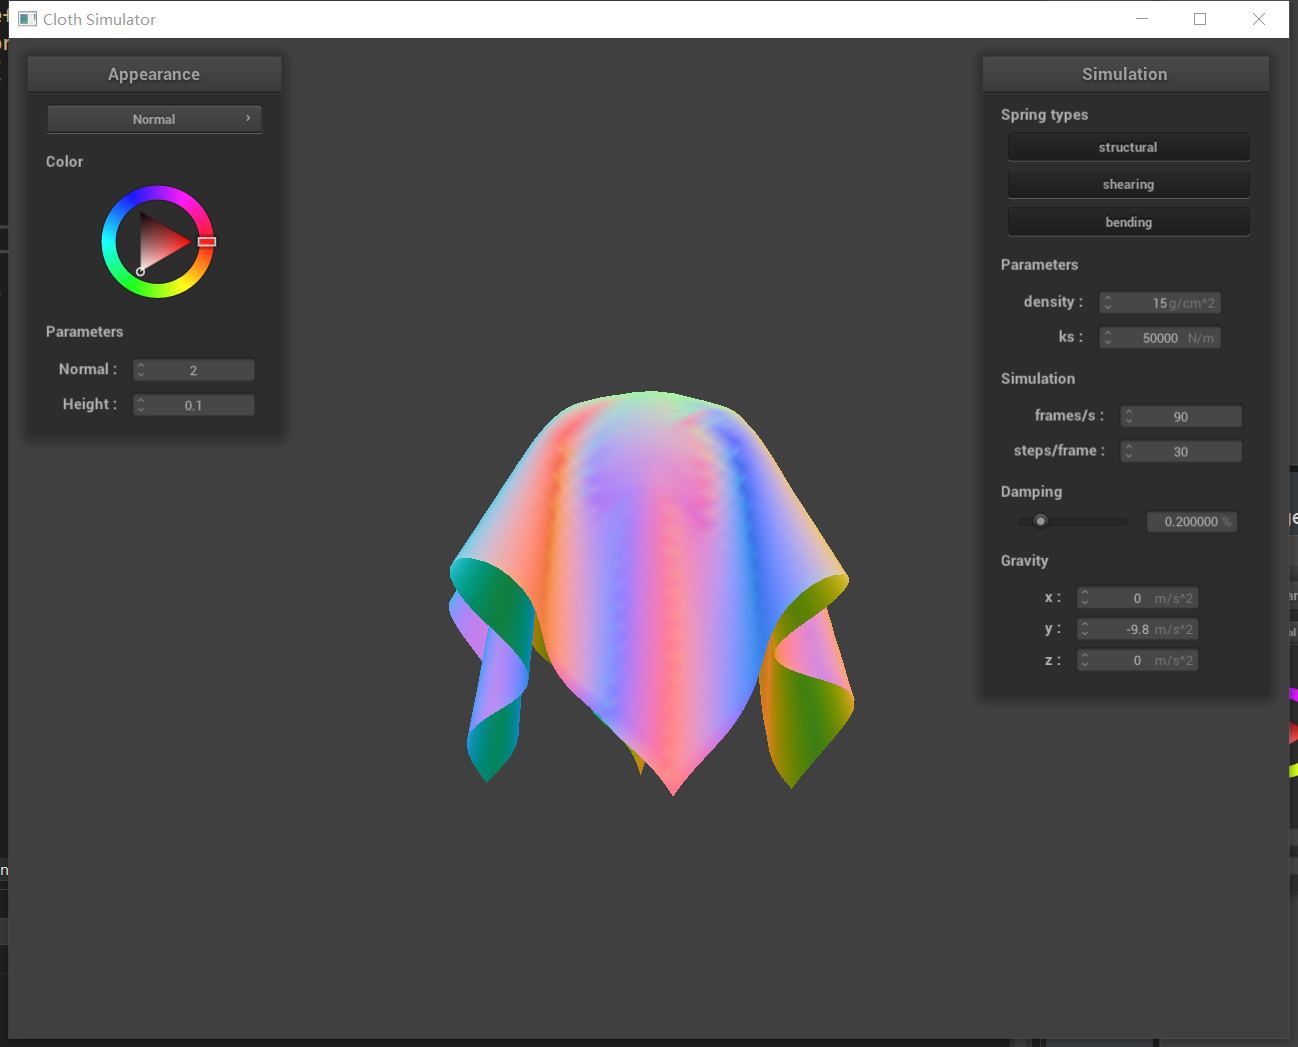 Cloth Simulator
Appearance
Normal
Color
Parameters
Normal :
2
Height :
0.1
Simulation
Spring types
structural
shearing
bending
Parameters
density :
15 g/cm^2
ks :
50000 N/m
Simulation
frames/s :
90
steps/frame :
30
Damping
0.200000 %
Gravity
x :
0 m/s^2
y :
-9.8 m/s^2
z :
0 m/s^2